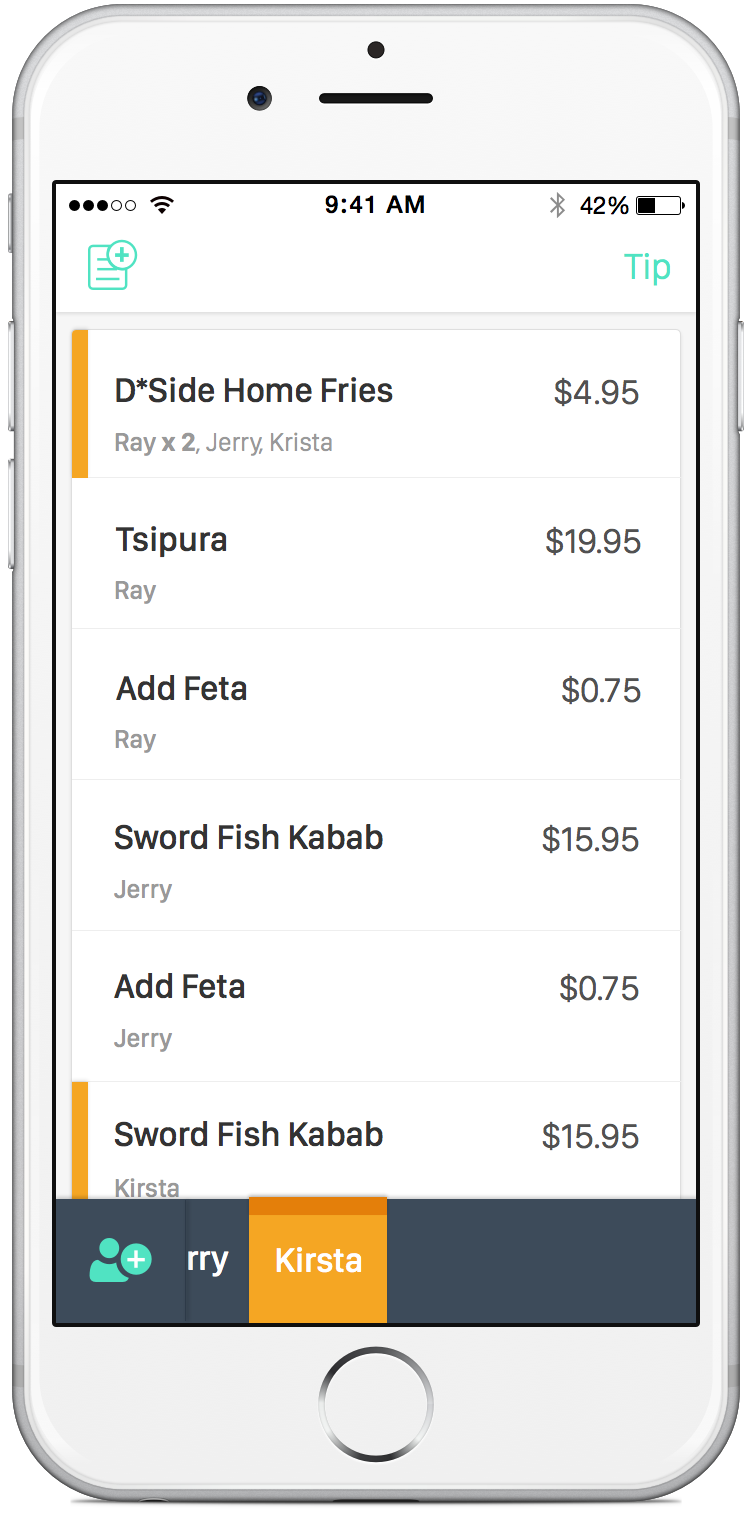 9:41 AM 42%
Tip
D*Side Home Fries $4.95
Ray x 2, Jerry, Krista
Tsipura $19.95
Ray
Add Feta $0.75
Ray
Sword Fish Kabab $15.95
Jerry
Add Feta $0.75
Jerry
Sword Fish Kabab $15.95
Kirsta
rry Kirsta